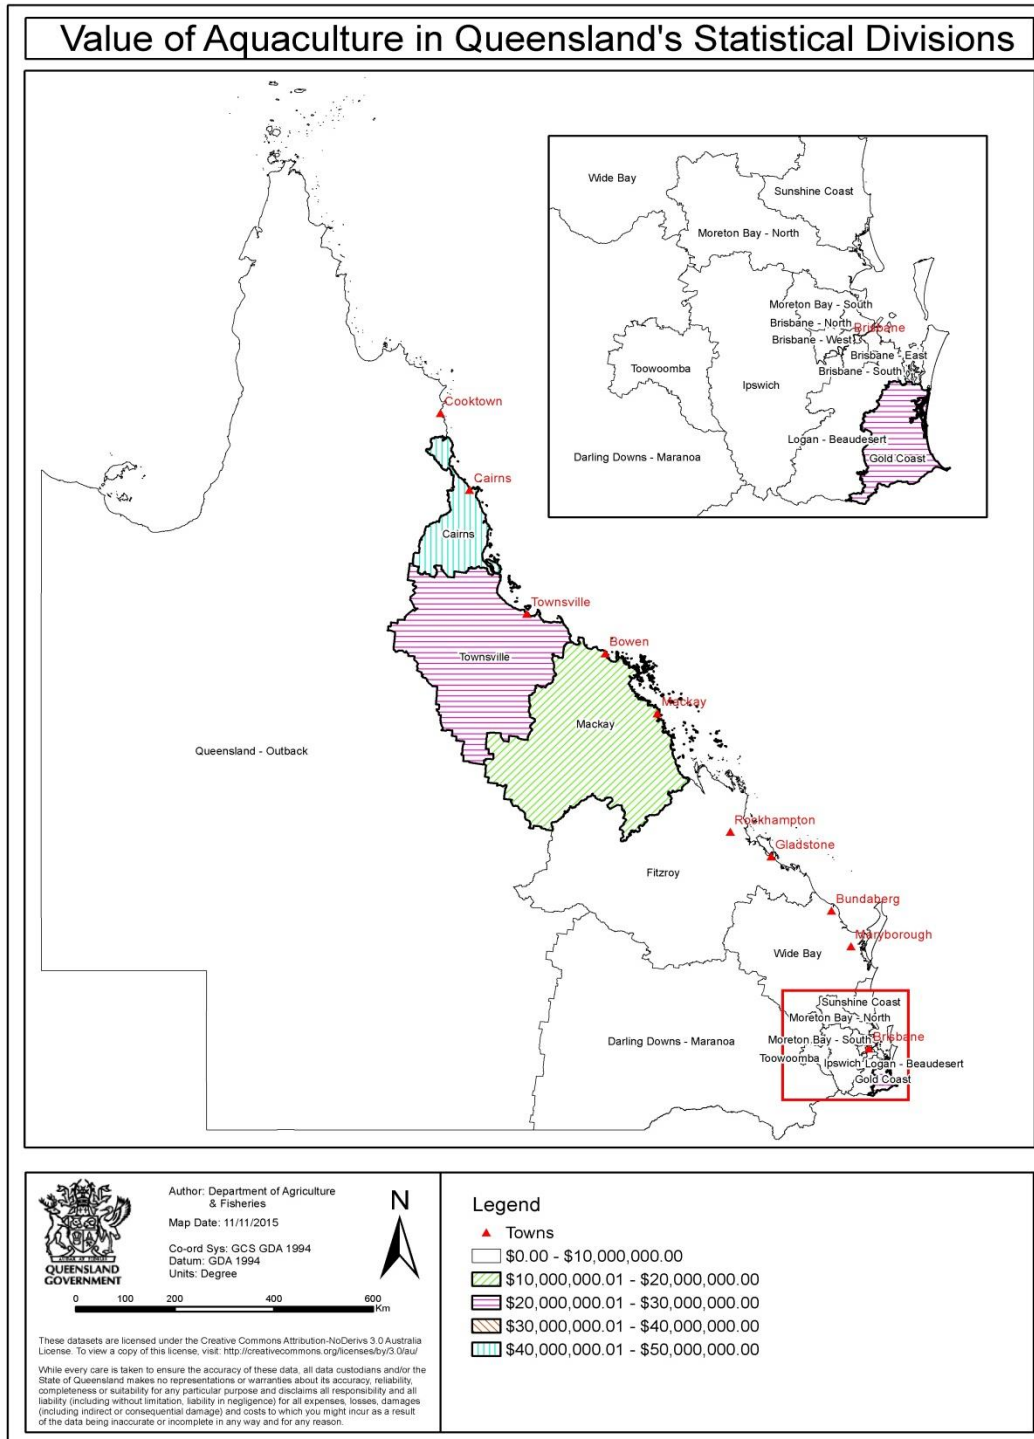 Value of Aquaculture in Queensland's Statistical Divisions
Wide Bay
Sunshine Coast
Moreton Bay - North
Moreton Bay - South
Brisbane - North
Brisbane
Brisbane - West
Brisbane - East
Brisbane - South
Toowoomba
Ipswich
Logan - Beaudesert
Darling Downs - Maranoa
Gold Coast
Cooktown
Cairns
Cairns
Townsville
Townsville
Bowen
Mackay
Mackay
Queensland - Outback
Rockhampton
Gladstone
Fitzroy
Bundaberg
Maryborough
Wide Bay
Sunshine Coast
Moreton Bay - North
Darling Downs - Maranoa
Moreton Bay - South
Brisbane
Toowoomba
Ipswich
Logan - Beaudesert
Gold Coast
QUEENSLAND
GOVERNMENT
Author: Department of Agriculture
& Fisheries
Map Date: 11/11/2015
Co-ord Sys: GCS GDA 1994
Datum: GDA 1994
Units: Degree
N
0 100 200 400 600
Km
These datasets are licensed under the Creative Commons Attribution-NoDerivs 3.0 Australia
License. To view a copy of this license, visit: http://creativecommons.org/licenses/by/3.0/au/
While every care is taken to ensure the accuracy of these data, all data custodians and/or the
State of Queensland makes no representations or warranties about its accuracy, reliability,
completeness or suitability for any particular purpose and disclaims all responsibility and all
liability (including without limitation, liability in negligence) for all expenses, losses, damages
(including indirect or consequential damage) and costs to which you might incur as a result
of the data being inaccurate or incomplete in any way and for any reason.
Legend
Towns
$0.00 - $10,000,000.00
$10,000,000.01 - $20,000,000.00
$20,000,000.01 - $30,000,000.00
$30,000,000.01 - $40,000,000.00
$40,000,000.01 - $50,000,000.00